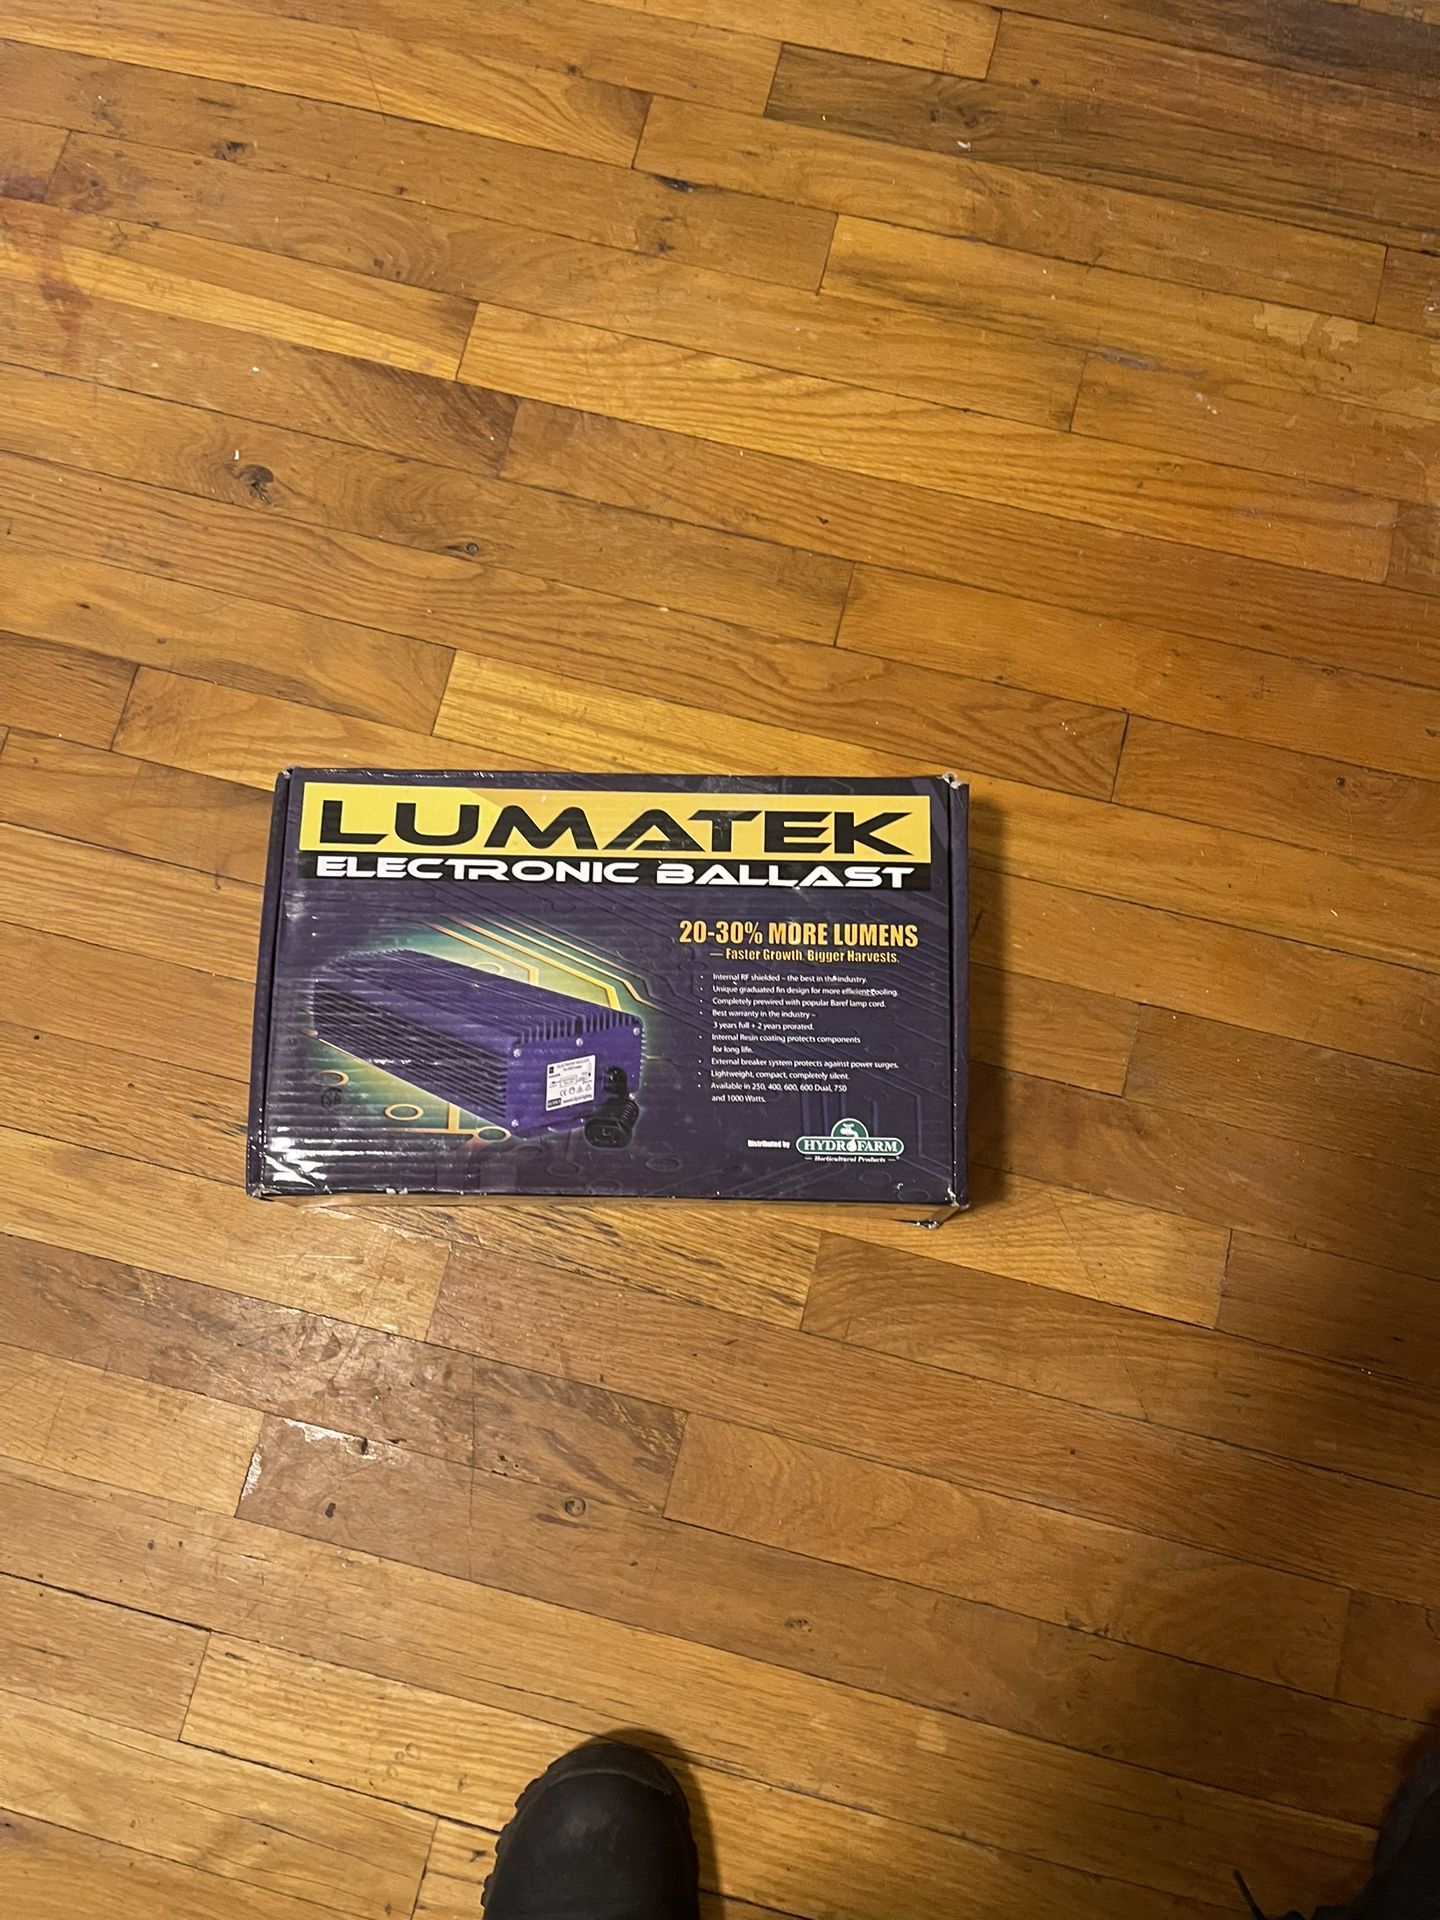 LUMATEK
ELECTRONIC BALLAST
20-30% MORE LUMENS
— Faster Growth. Bigger Harvests.
• Internal RF shielded – the best in the industry.
• Unique graduated fin design for more efficient cooling.
• Completely prewired with popular Baref lamp cord.
• Best warranty in the industry –
3 years full + 2 years prorated.
• Internal Resin coating protects components
for long life.
• External breaker system protects against power surges.
• Lightweight, compact, completely silent.
• Available in 250, 400, 600, 600 Dual, 750
and 1000 Watts.
Distributed by
HYDROFARM
— Horticultural Products —
ELECTRONIC BALLAST